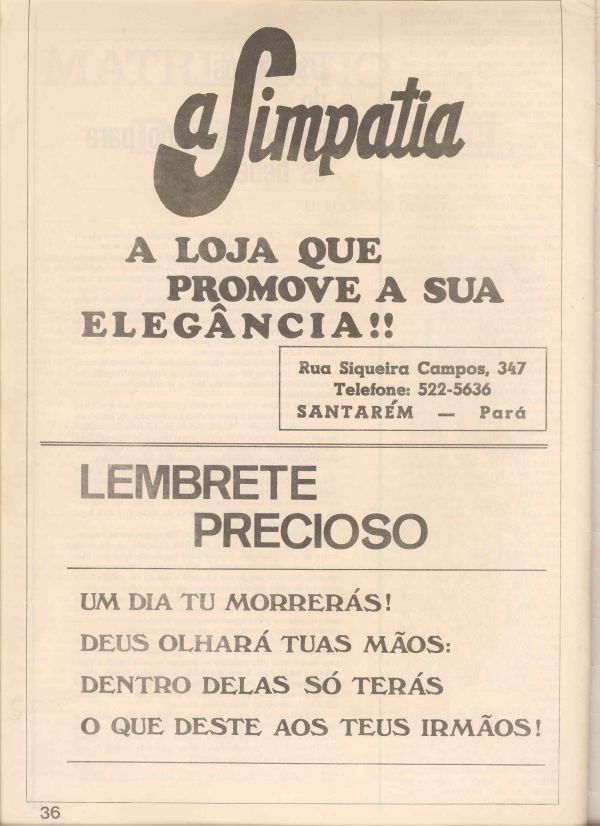 a Simpatia
A LOJA QUE
PROMOVE A SUA
ELEGÂNCIA!!
Rua Siqueira Campos, 347
Telefone: 522-5636
SANTARÉM — Pará
LEMBRETE
PRECIOSO
UM DIA TU MORRERÁS!
DEUS OLHARÁ TUAS MÃOS:
DENTRO DELAS SÓ TERÁS
O QUE DESTE AOS TEUS IRMÃOS!
36